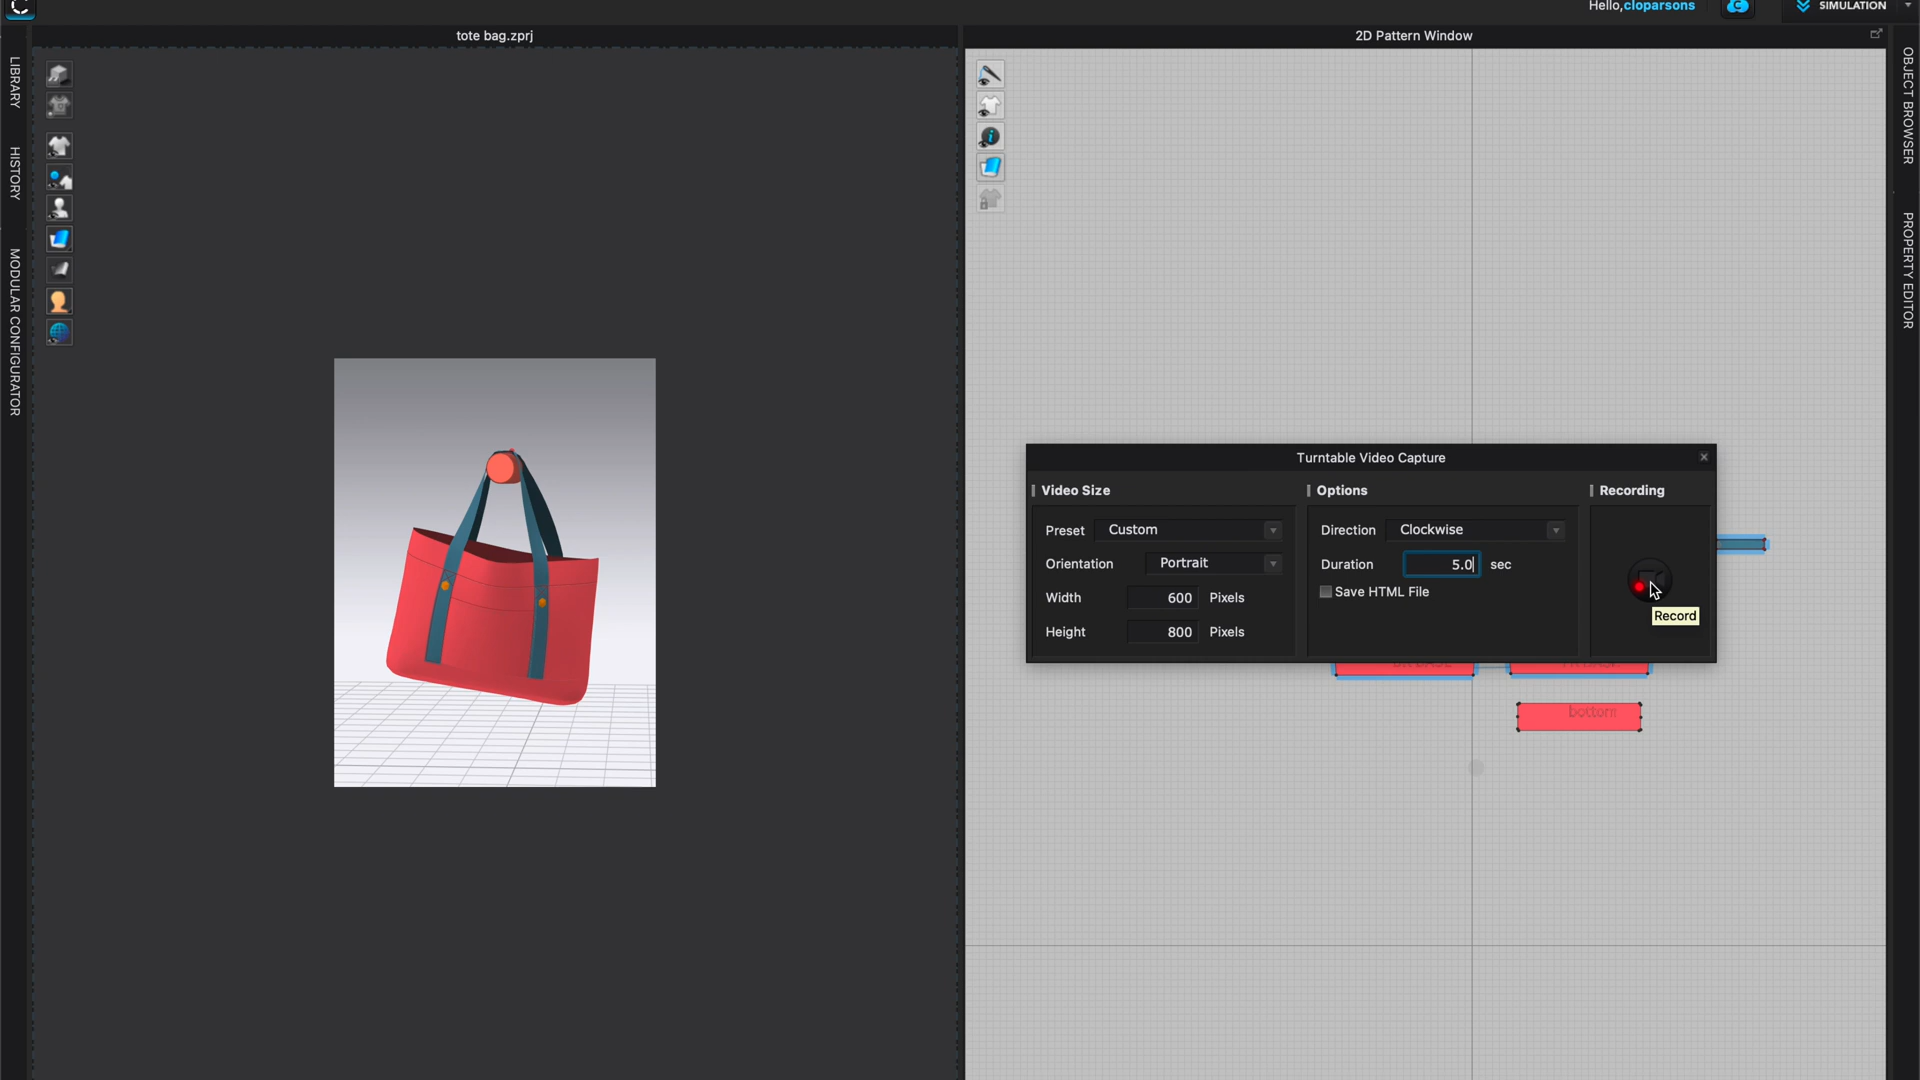 Hello,cloparsons
SIMULATION
tote bag.zprj
2D Pattern Window
LIBRARY
HISTORY
MODULAR CONFIGURATOR
OBJECT BROWSER
PROPERTY EDITOR
Turntable Video Capture
Video Size
Options
Recording
Preset Custom
Direction Clockwise
Orientation Portrait
Duration 5.0 sec
Width 600 Pixels
Save HTML File
Height 800 Pixels
Record
bottom